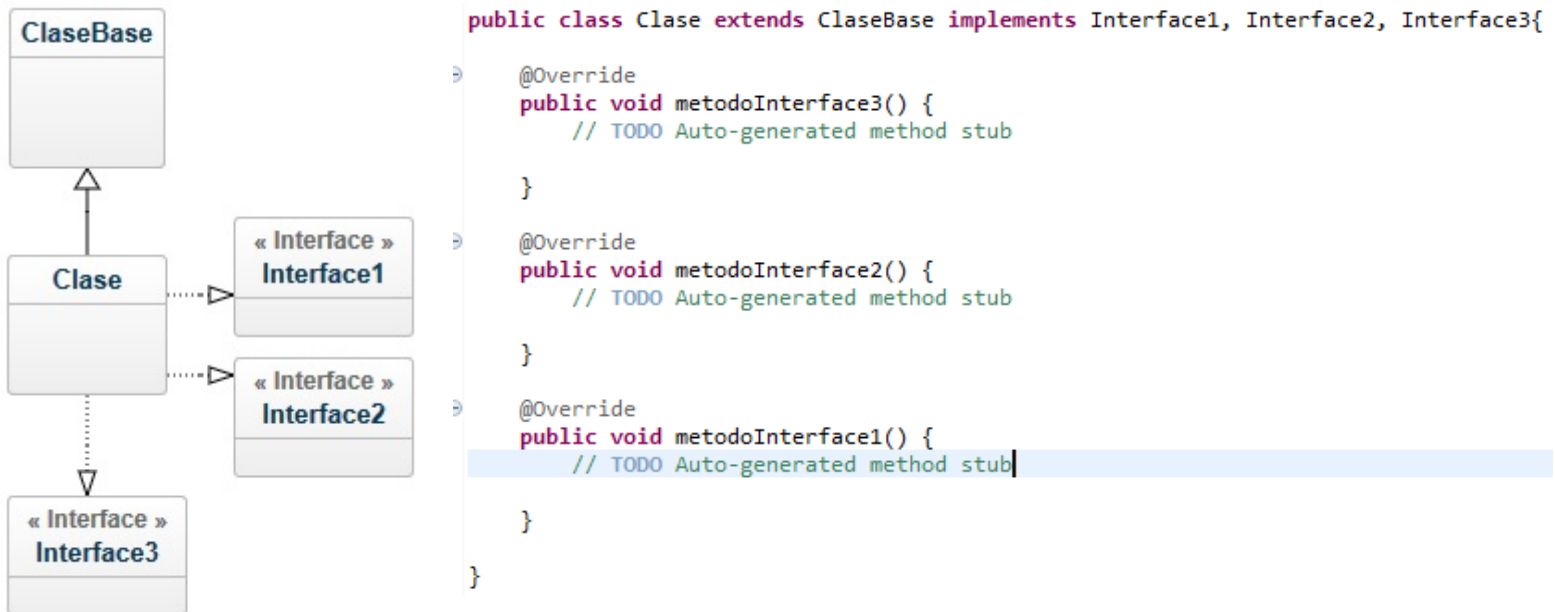 ClaseBase
Clase
« Interface »
Interface1
« Interface »
Interface2
« Interface »
Interface3
public class Clase extends ClaseBase implements Interface1, Interface2, Interface3{
@Override
public void metodoInterface3() {
// TODO Auto-generated method stub
}
@Override
public void metodoInterface2() {
// TODO Auto-generated method stub
}
@Override
public void metodoInterface1() {
// TODO Auto-generated method stub
}
}